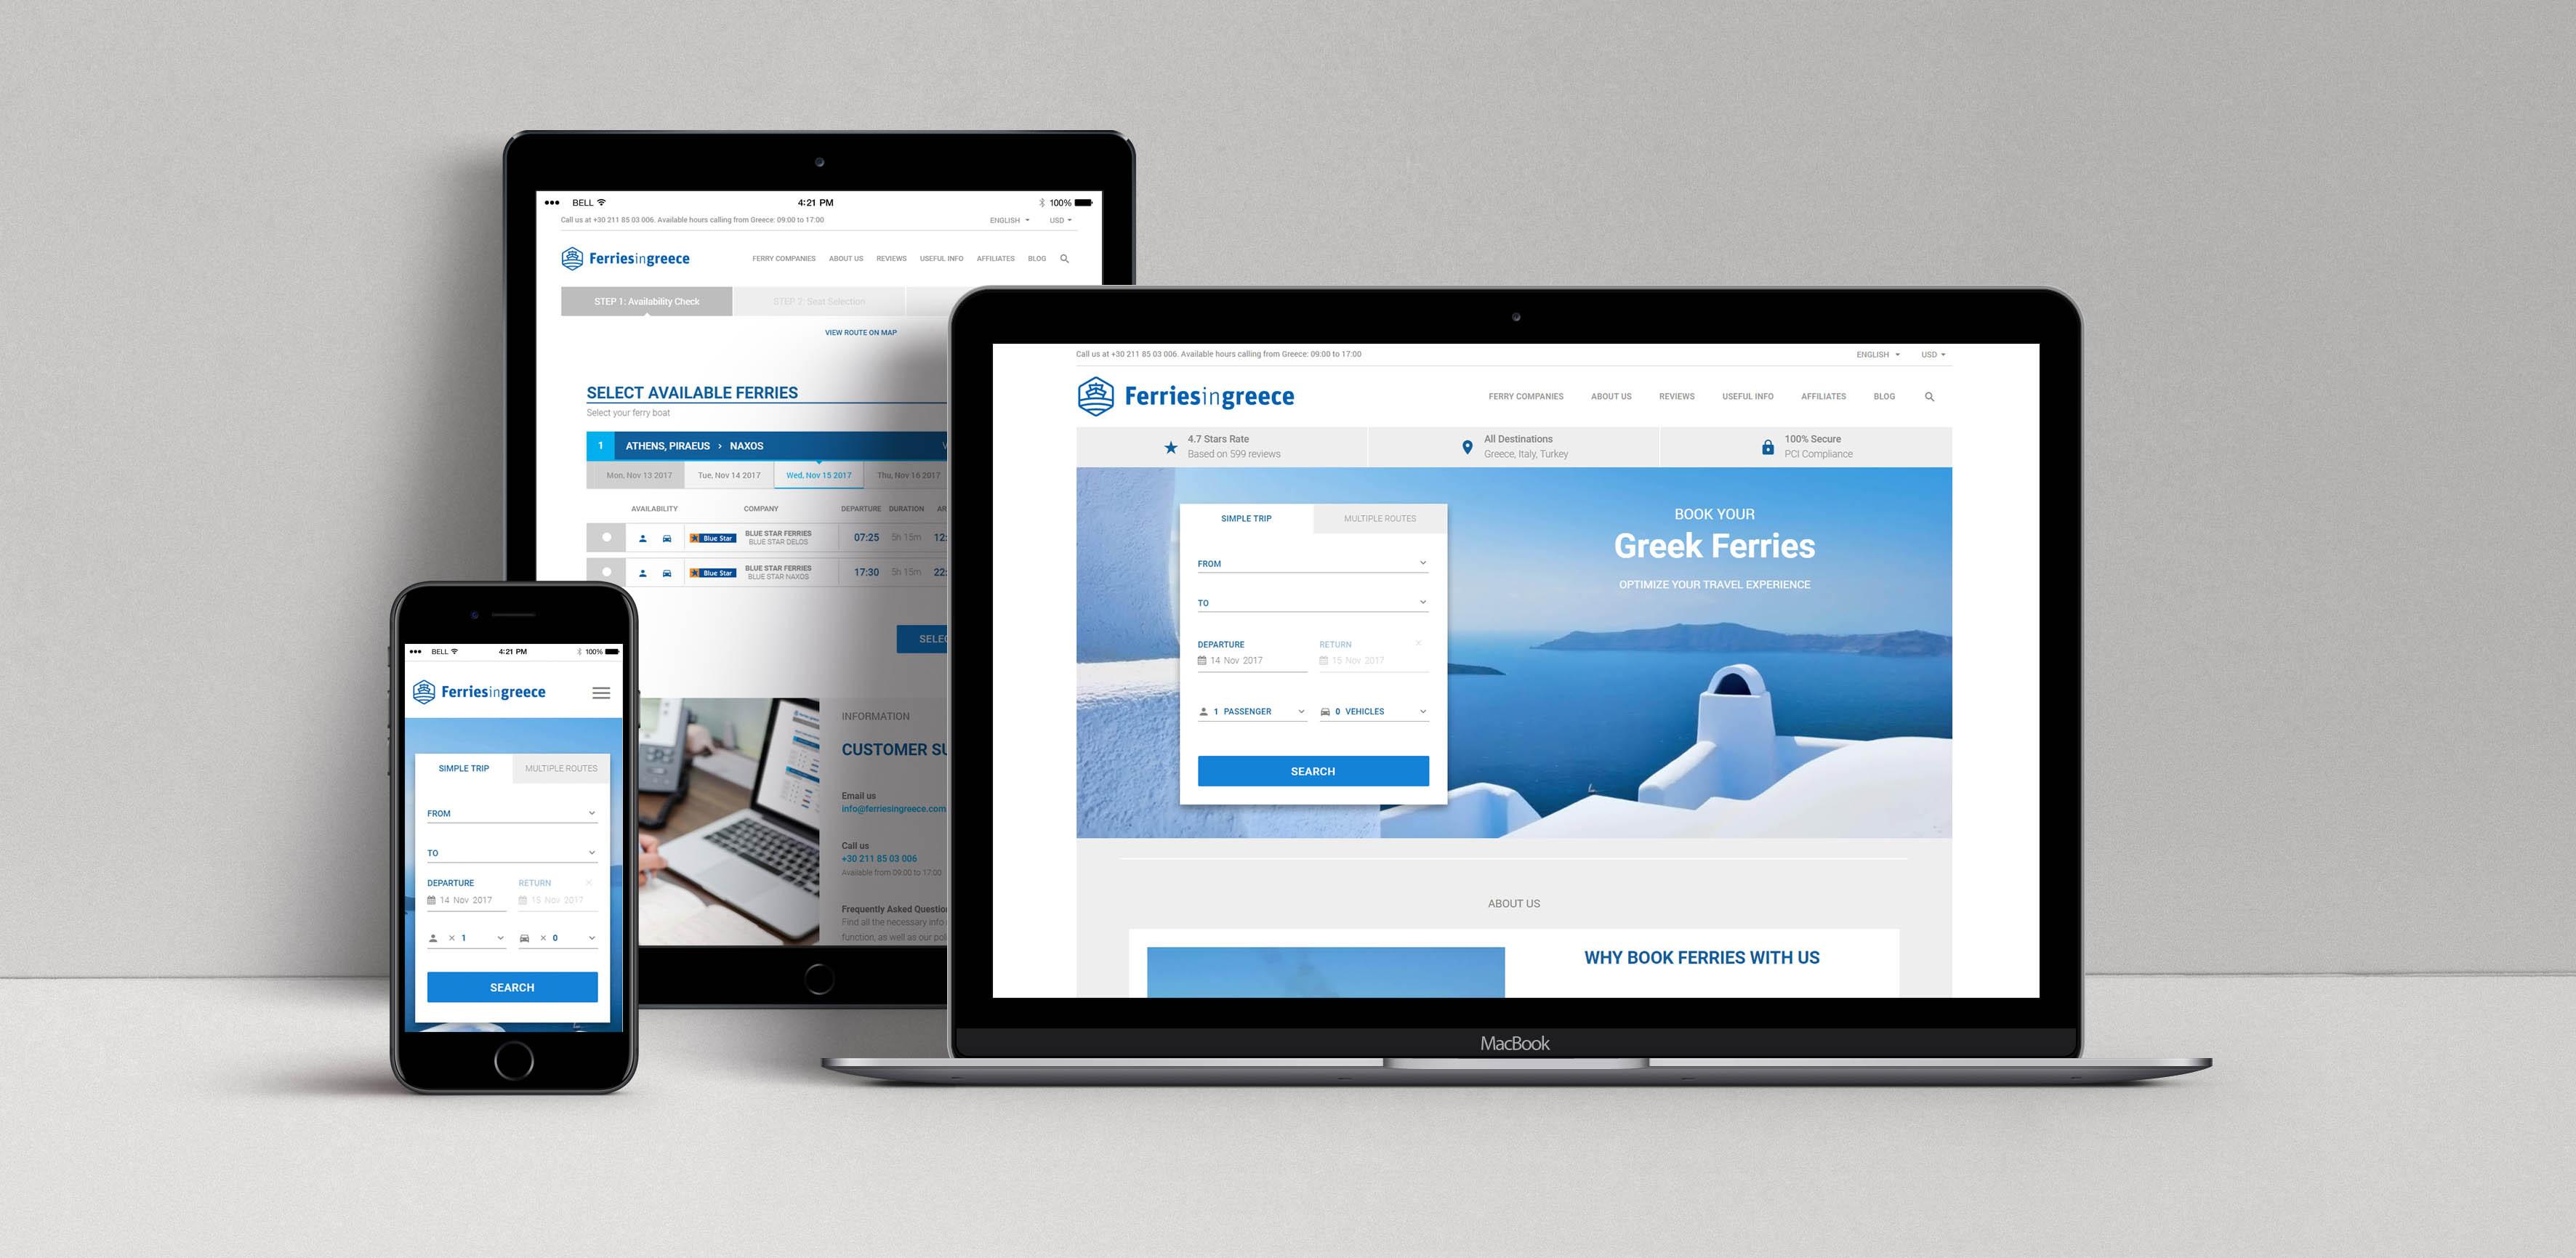 BELL
4:21 PM
100%
Call us at +30 211 85 03 006. Available hours calling from Greece: 09:00 to 17:00
ENGLISH
USD
Ferriesingreece
FERRY COMPANIES
ABOUT US
REVIEWS
USEFUL INFO
AFFILIATES
BLOG
STEP 1: Availability Check
STEP 2: Seat Selection
VIEW ROUTE ON MAP
SELECT AVAILABLE FERRIES
Select your ferry boat
1 ATHENS, PIRAEUS > NAXOS
Mon, Nov 13 2017
Tue, Nov 14 2017
Wed, Nov 15 2017
Thu, Nov 16 2017
AVAILABILITY
COMPANY
DEPARTURE
DURATION
AR
Blue Star
BLUE STAR FERRIES
BLUE STAR DELOS
07:25
5h 15m
12:
Blue Star
BLUE STAR FERRIES
BLUE STAR NAXOS
17:30
5h 15m
22:
SELEC
INFORMATION
CUSTOMER SU
Email us
info@ferriesingreece.com
Call us
+30 211 85 03 006
Available from 09:00 to 17:00
Frequently Asked Question
Find all the necessary info
function, as well as our pol
BELL
4:21 PM
100%
Ferriesingreece
SIMPLE TRIP
MULTIPLE ROUTES
FROM
TO
DEPARTURE
RETURN
14 Nov 2017
15 Nov 2017
× 1
× 0
SEARCH
Call us at +30 211 85 03 006. Available hours calling from Greece: 09:00 to 17:00
ENGLISH
USD
Ferriesingreece
FERRY COMPANIES
ABOUT US
REVIEWS
USEFUL INFO
AFFILIATES
BLOG
4.7 Stars Rate
Based on 599 reviews
All Destinations
Greece, Italy, Turkey
100% Secure
PCI Compliance
SIMPLE TRIP
MULTIPLE ROUTES
FROM
TO
DEPARTURE
RETURN
14 Nov 2017
15 Nov 2017
1 PASSENGER
0 VEHICLES
SEARCH
BOOK YOUR
Greek Ferries
OPTIMIZE YOUR TRAVEL EXPERIENCE
ABOUT US
WHY BOOK FERRIES WITH US
MacBook